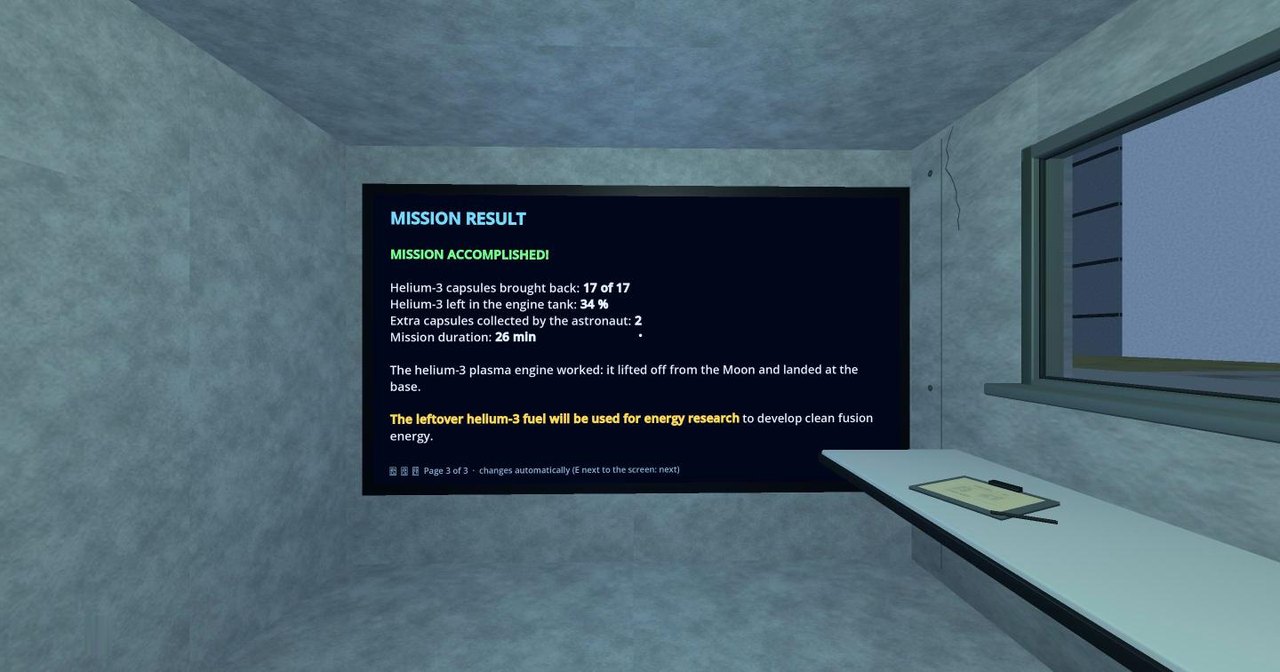 MISSION RESULT
MISSION ACCOMPLISHED!
Helium-3 capsules brought back: 17 of 17
Helium-3 left in the engine tank: 34 %
Extra capsules collected by the astronaut: 2
Mission duration: 26 min
The helium-3 plasma engine worked: it lifted off from the Moon and landed at the
base.
The leftover helium-3 fuel will be used for energy research to develop clean fusion
energy.
Page 3 of 3 · changes automatically (E next to the screen: next)